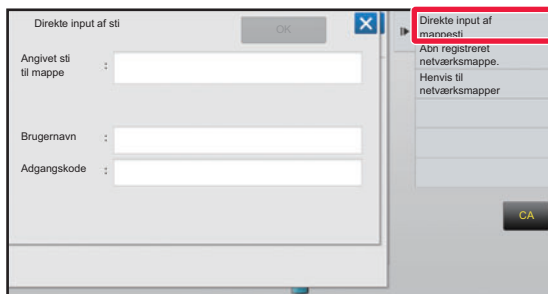 Direkte input af sti
OK
Angivet sti
til mappe :
Brugernavn :
Adgangskode :
Direkte input af
mappesti
Åbn registreret
netværksmappe.
Henvis til
netværksmapper
CA